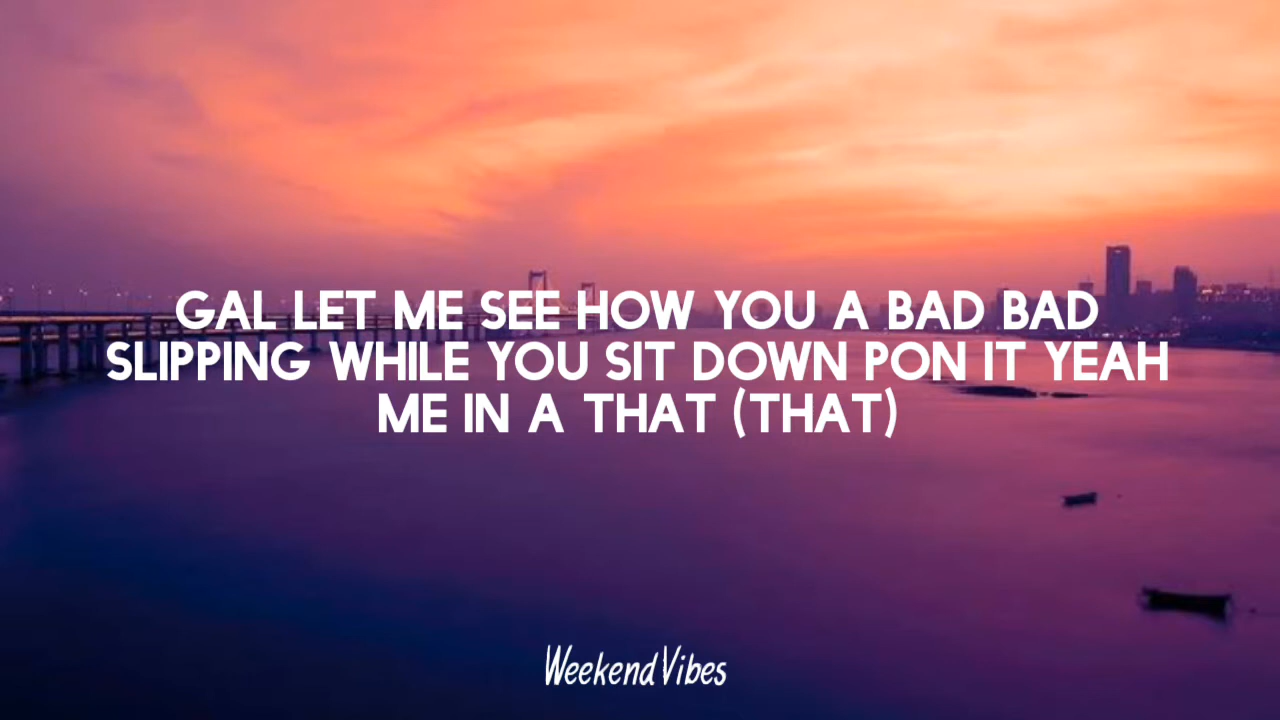 GAL LET ME SEE HOW YOU A BAD BAD
SLIPPING WHILE YOU SIT DOWN PON IT YEAH
ME IN A THAT (THAT)
WeekendVibes